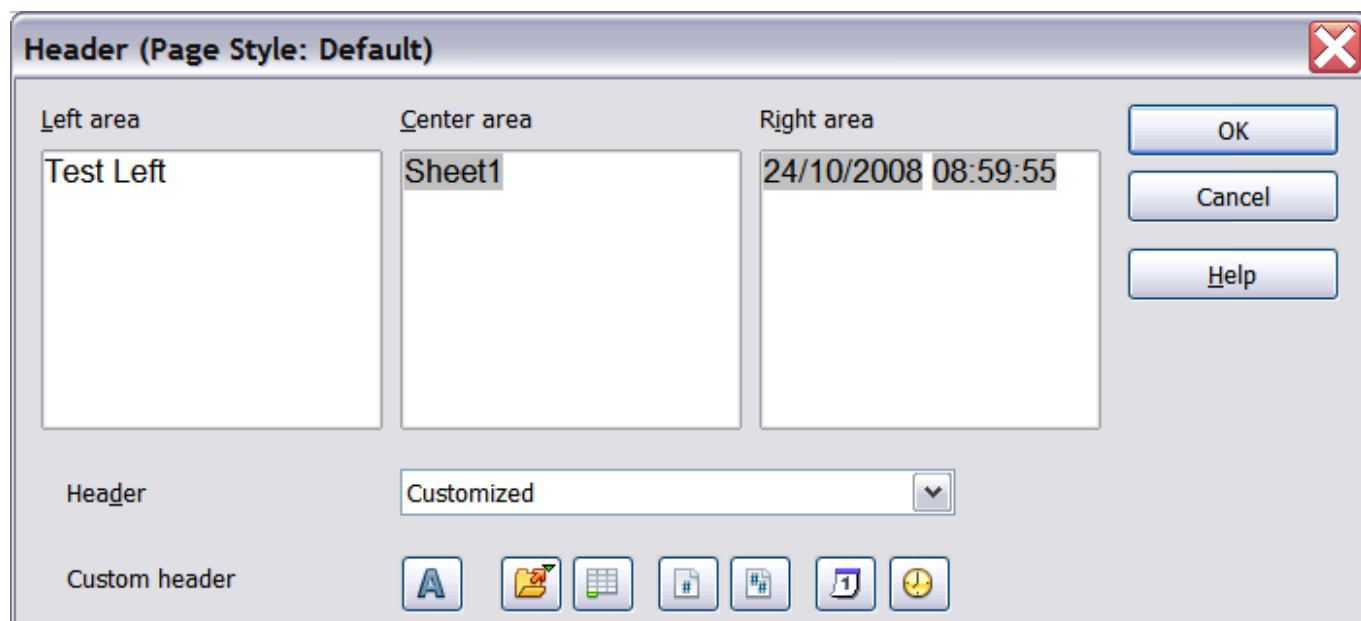 Header (Page Style: Default)
Left area
Center area
Right area
OK
Test Left
Sheet1
24/10/2008 08:59:55
Cancel
Help
Header
Customized
Custom header
A
#
##
1